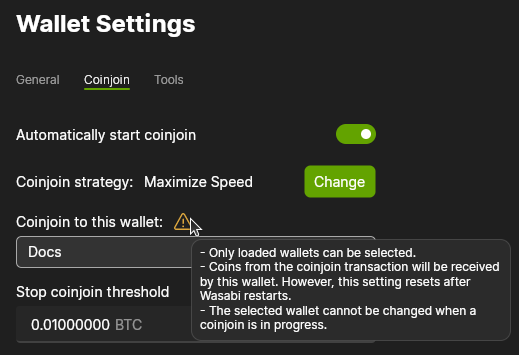 Wallet Settings
General Coinjoin Tools
Automatically start coinjoin
Coinjoin strategy: Maximize Speed Change
Coinjoin to this wallet:
Docs
- Only loaded wallets can be selected.
- Coins from the coinjoin transaction will be received
by this wallet. However, this setting resets after
Wasabi restarts.
- The selected wallet cannot be changed when a
coinjoin is in progress.
Stop coinjoin threshold
0.01000000 BTC